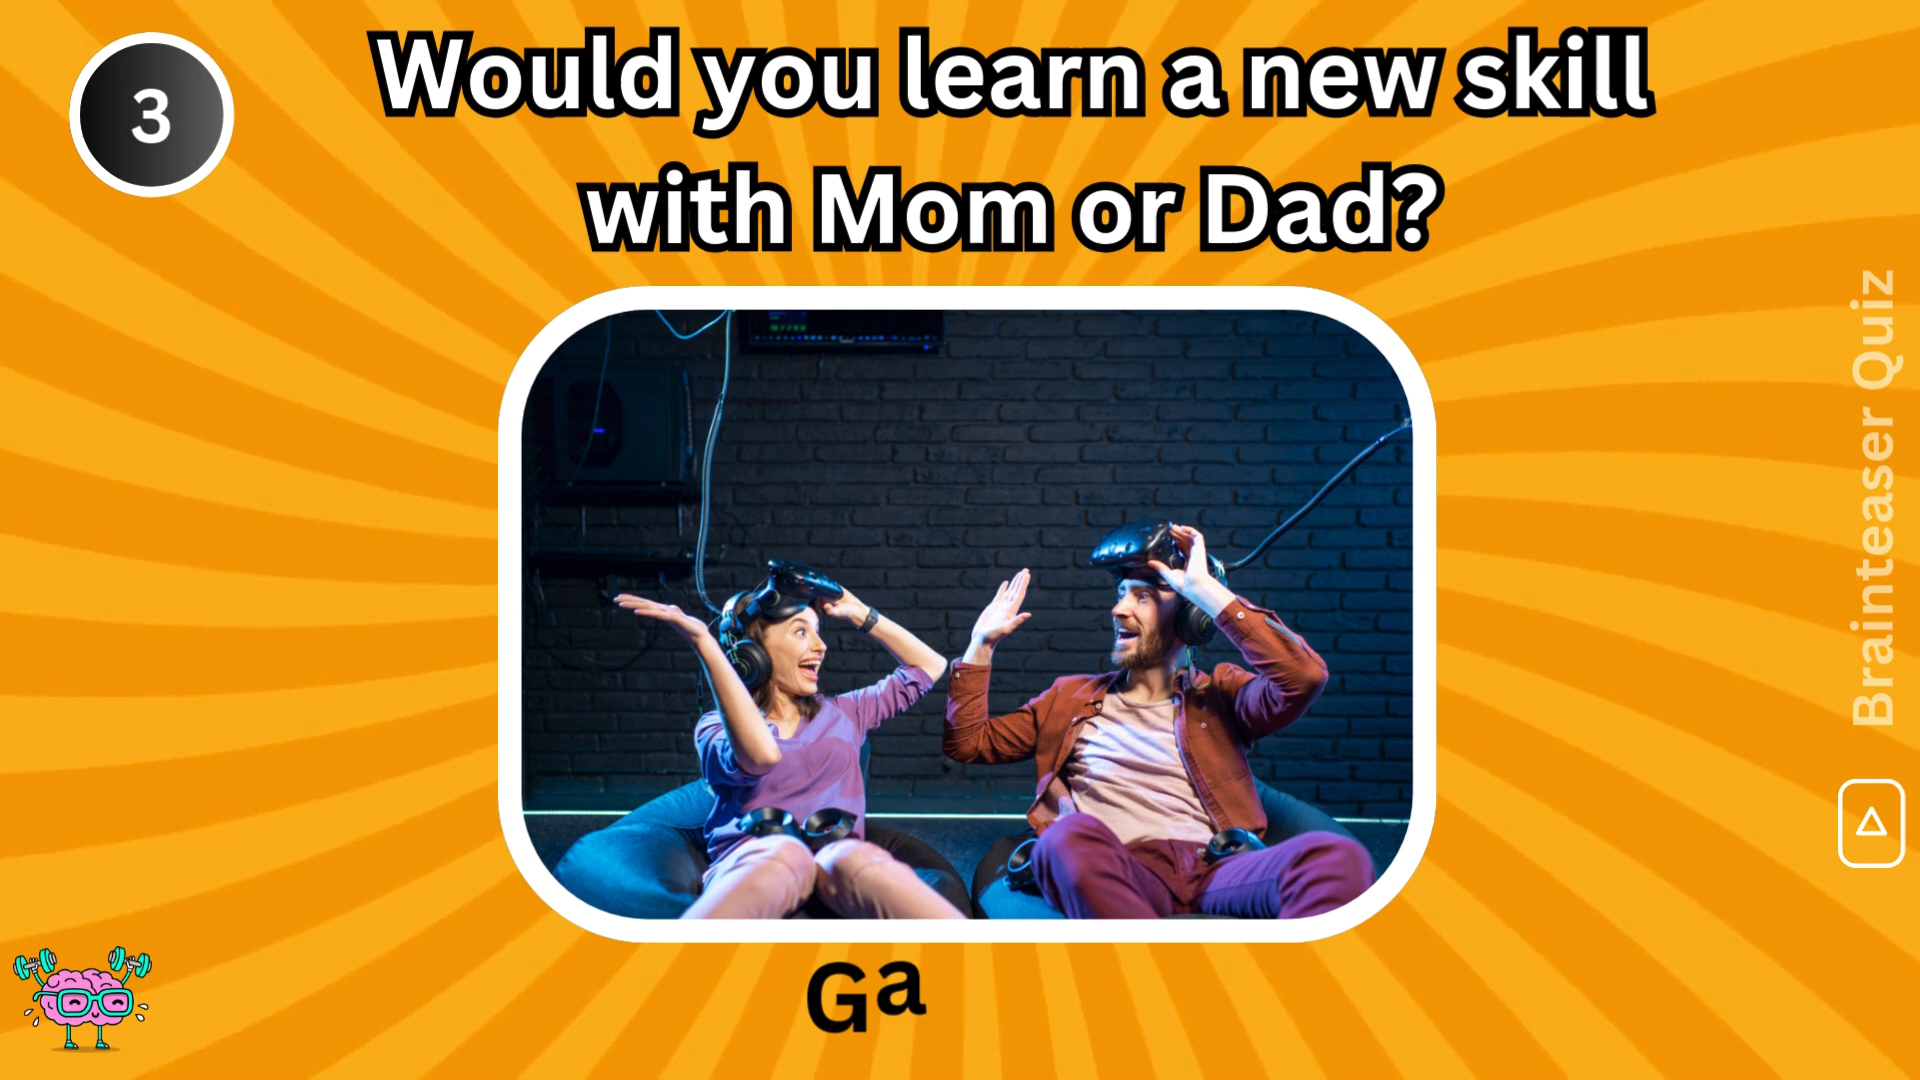 3
Would you learn a new skill
with Mom or Dad?
Brainteaser Quiz
Ga